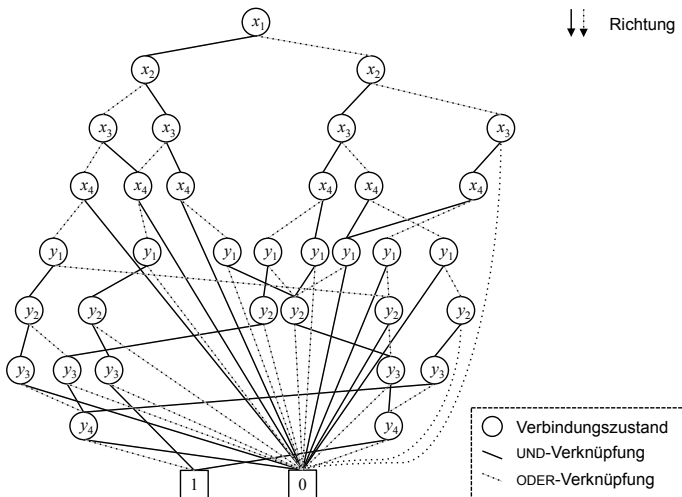 x1
Richtung
x2 x2
x3 x3 x3 x3
x4 x4 x4 x4 x4 x4
y1 y1 y1 y1 y1 y1 y1 y1
y2 y2 y2 y2 y2 y2
y3 y3 y3 y3 y3
y4 y4
Verbindungszustand
UND-Verknüpfung
ODER-Verknüpfung
1 0